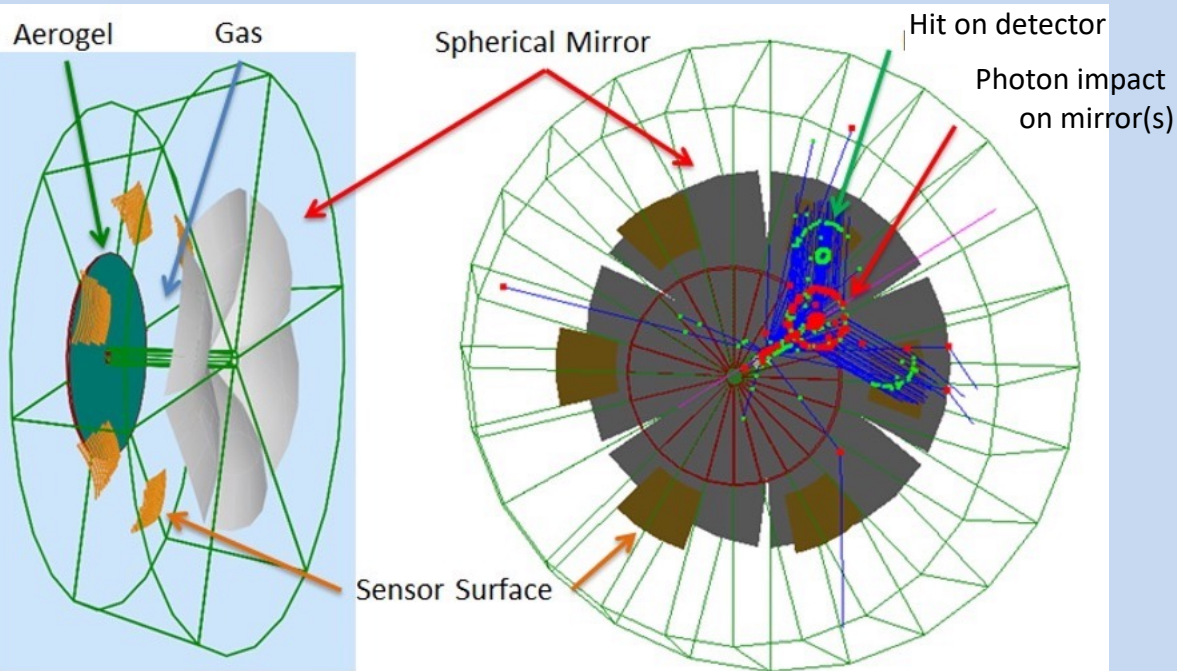 Aerogel
Gas
Spherical Mirror
Hit on detector
Photon impact
on mirror(s)
Sensor Surface